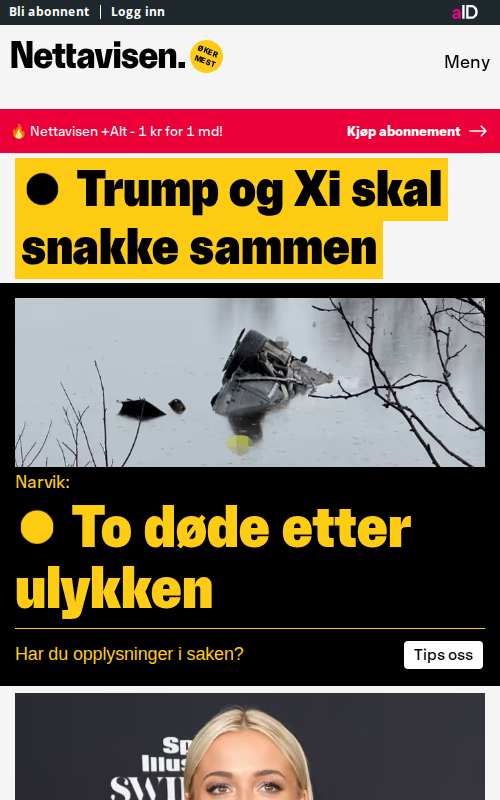 Bli abonnent | Logg inn
aID
Nettavisen.
ØKER
MEST
Meny
🔥 Nettavisen +Alt - 1 kr for 1 md!
Kjøp abonnement →
● Trump og Xi skal
snakke sammen
Narvik:
● To døde etter
ulykken
Har du opplysninger i saken?
Tips oss
Sp
Illus
SWI